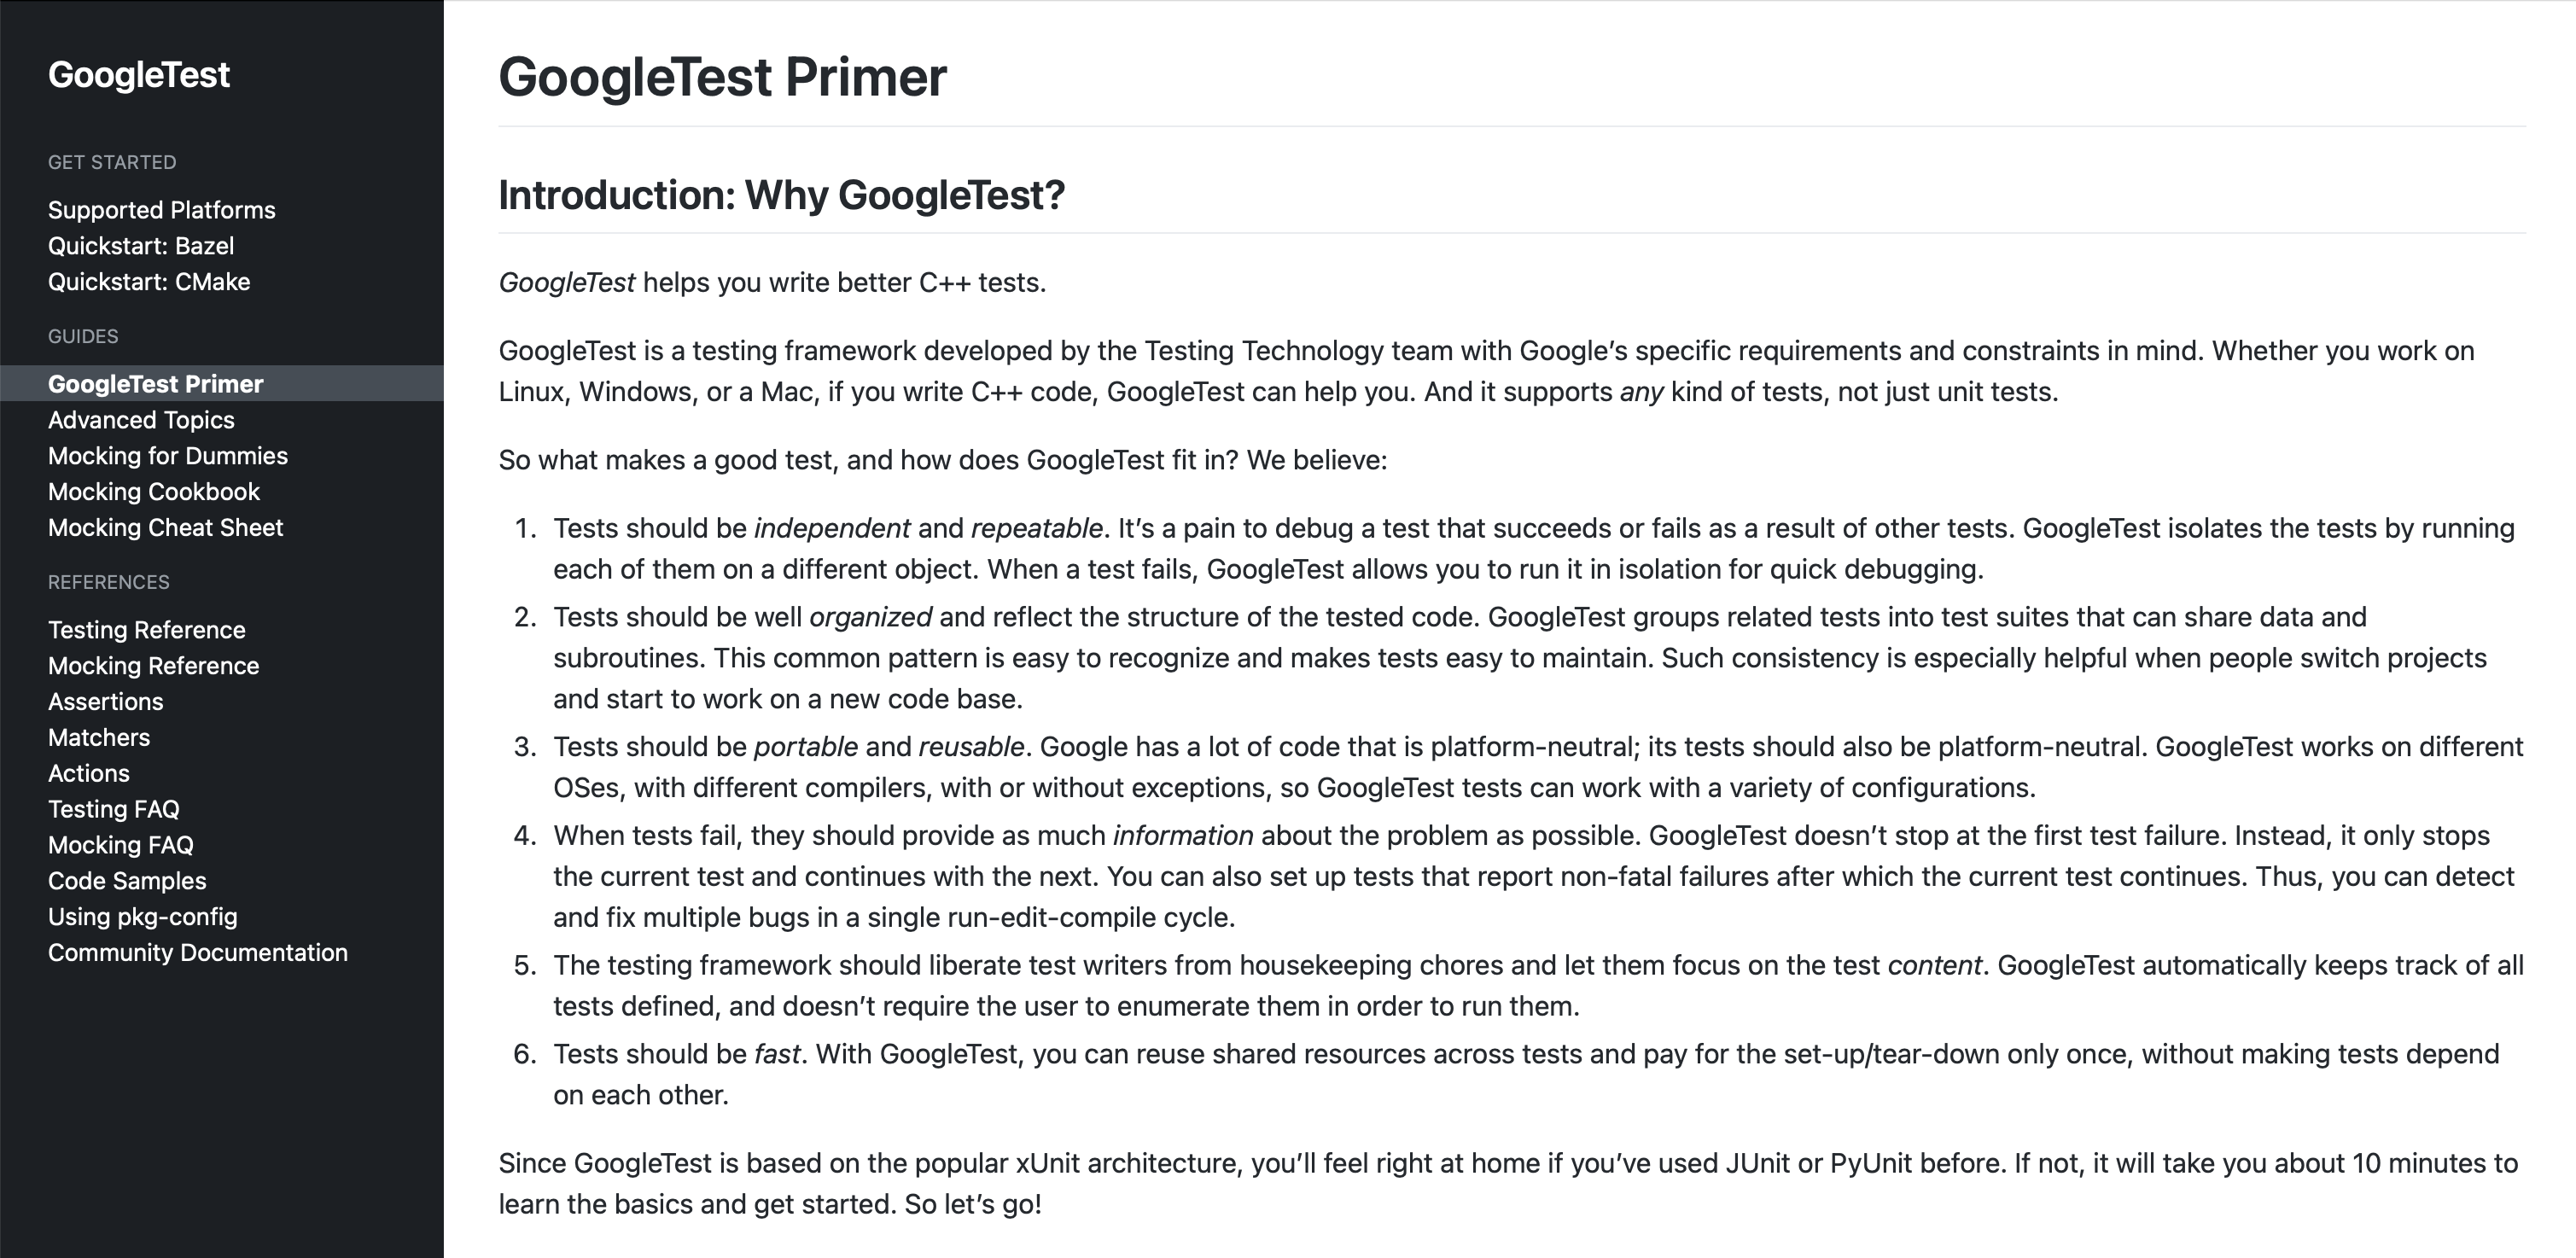 GoogleTest
GET STARTED
Supported Platforms
Quickstart: Bazel
Quickstart: CMake
GUIDES
GoogleTest Primer
Advanced Topics
Mocking for Dummies
Mocking Cookbook
Mocking Cheat Sheet
REFERENCES
Testing Reference
Mocking Reference
Assertions
Matchers
Actions
Testing FAQ
Mocking FAQ
Code Samples
Using pkg-config
Community Documentation
GoogleTest Primer
Introduction: Why GoogleTest?
GoogleTest helps you write better C++ tests.
GoogleTest is a testing framework developed by the Testing Technology team with Google’s specific requirements and constraints in mind. Whether you work on
Linux, Windows, or a Mac, if you write C++ code, GoogleTest can help you. And it supports any kind of tests, not just unit tests.
So what makes a good test, and how does GoogleTest fit in? We believe:
1. Tests should be independent and repeatable. It’s a pain to debug a test that succeeds or fails as a result of other tests. GoogleTest isolates the tests by running
each of them on a different object. When a test fails, GoogleTest allows you to run it in isolation for quick debugging.
2. Tests should be well organized and reflect the structure of the tested code. GoogleTest groups related tests into test suites that can share data and
subroutines. This common pattern is easy to recognize and makes tests easy to maintain. Such consistency is especially helpful when people switch projects
and start to work on a new code base.
3. Tests should be portable and reusable. Google has a lot of code that is platform-neutral; its tests should also be platform-neutral. GoogleTest works on different
OSes, with different compilers, with or without exceptions, so GoogleTest tests can work with a variety of configurations.
4. When tests fail, they should provide as much information about the problem as possible. GoogleTest doesn’t stop at the first test failure. Instead, it only stops
the current test and continues with the next. You can also set up tests that report non-fatal failures after which the current test continues. Thus, you can detect
and fix multiple bugs in a single run-edit-compile cycle.
5. The testing framework should liberate test writers from housekeeping chores and let them focus on the test content. GoogleTest automatically keeps track of all
tests defined, and doesn’t require the user to enumerate them in order to run them.
6. Tests should be fast. With GoogleTest, you can reuse shared resources across tests and pay for the set-up/tear-down only once, without making tests depend
on each other.
Since GoogleTest is based on the popular xUnit architecture, you’ll feel right at home if you’ve used JUnit or PyUnit before. If not, it will take you about 10 minutes to
learn the basics and get started. So let’s go!